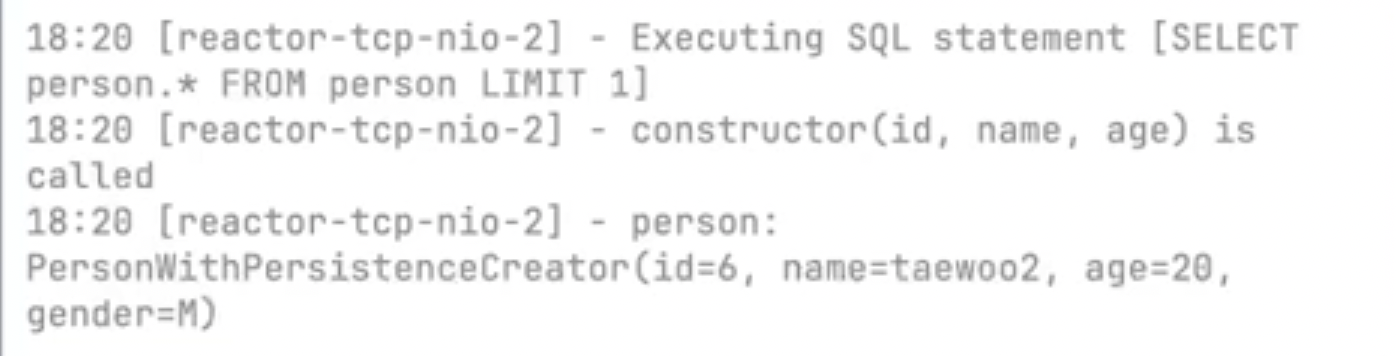 18:20 [reactor-tcp-nio-2] - Executing SQL statement [SELECT
person.* FROM person LIMIT 1]
18:20 [reactor-tcp-nio-2] - constructor(id, name, age) is
called
18:20 [reactor-tcp-nio-2] - person:
PersonWithPersistenceCreator(id=6, name=taewoo2, age=20,
gender=M)